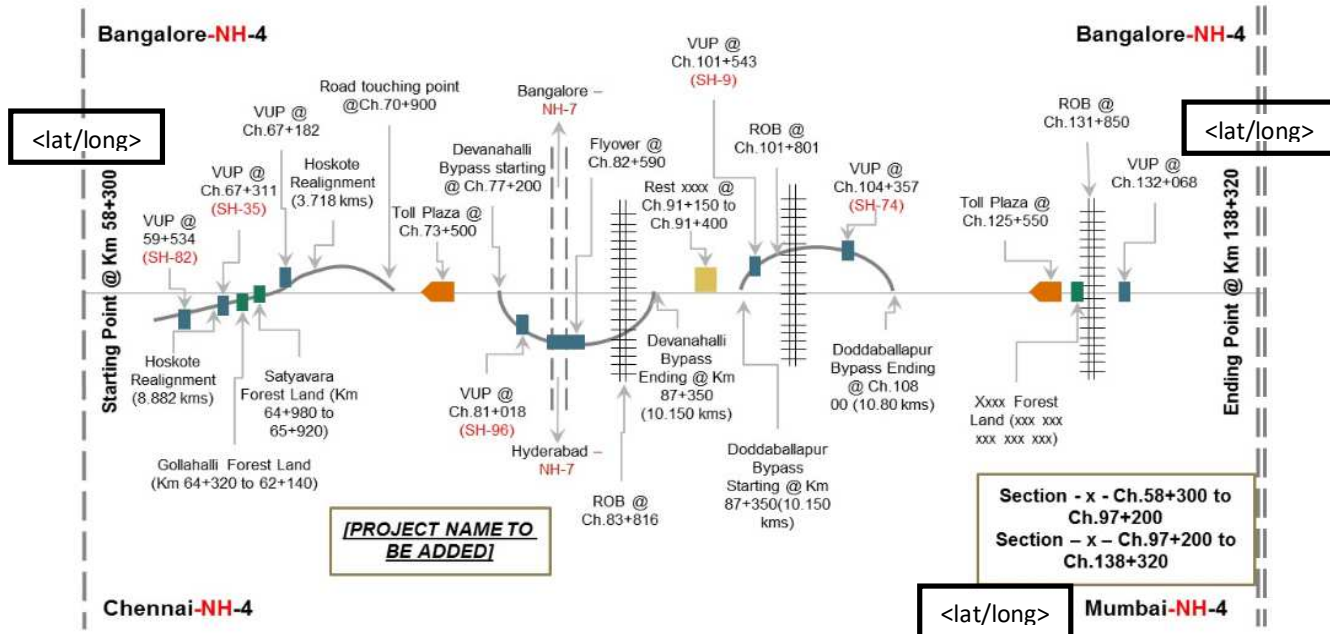 Bangalore-NH-4
Bangalore-NH-4
<lat/long>
<lat/long>
Starting Point @ Km 58+300
Ending Point @ Km 138+320
VUP @
59+534
(SH-82)
VUP @
Ch.67+311
(SH-35)
VUP @
Ch.67+182
Hoskote
Realignment
(3.718 kms)
Road touching point
@Ch.70+900
Toll Plaza @
Ch.73+500
Devanahalli
Bypass starting
@ Ch.77+200
Bangalore –
NH-7
Flyover @
Ch.82+590
Rest xxxx @
Ch.91+150 to
Ch.91+400
VUP @
Ch.101+543
(SH-9)
ROB @
Ch.101+801
VUP @
Ch.104+357
(SH-74)
Toll Plaza @
Ch.125+550
ROB @
Ch.131+850
VUP @
Ch.132+068
Hoskote
Realignment
(8.882 kms)
Gollahalli Forest Land
(Km 64+320 to 62+140)
Satyavara
Forest Land (Km
64+980 to
65+920)
VUP @
Ch.81+018
(SH-96)
Hyderabad –
NH-7
ROB @
Ch.83+816
Devanahalli
Bypass
Ending @ Km
87+350
(10.150 kms)
Doddaballapur
Bypass
Starting @ Km
87+350(10.150
kms)
Doddaballapur
Bypass Ending
@ Ch.108
00 (10.80 kms)
Xxxx Forest
Land (xxx xxx
xxx xxx xxx)
[PROJECT NAME TO
BE ADDED]
Section - x - Ch.58+300 to
Ch.97+200
Section – x – Ch.97+200 to
Ch.138+320
Chennai-NH-4
<lat/long>
Mumbai-NH-4